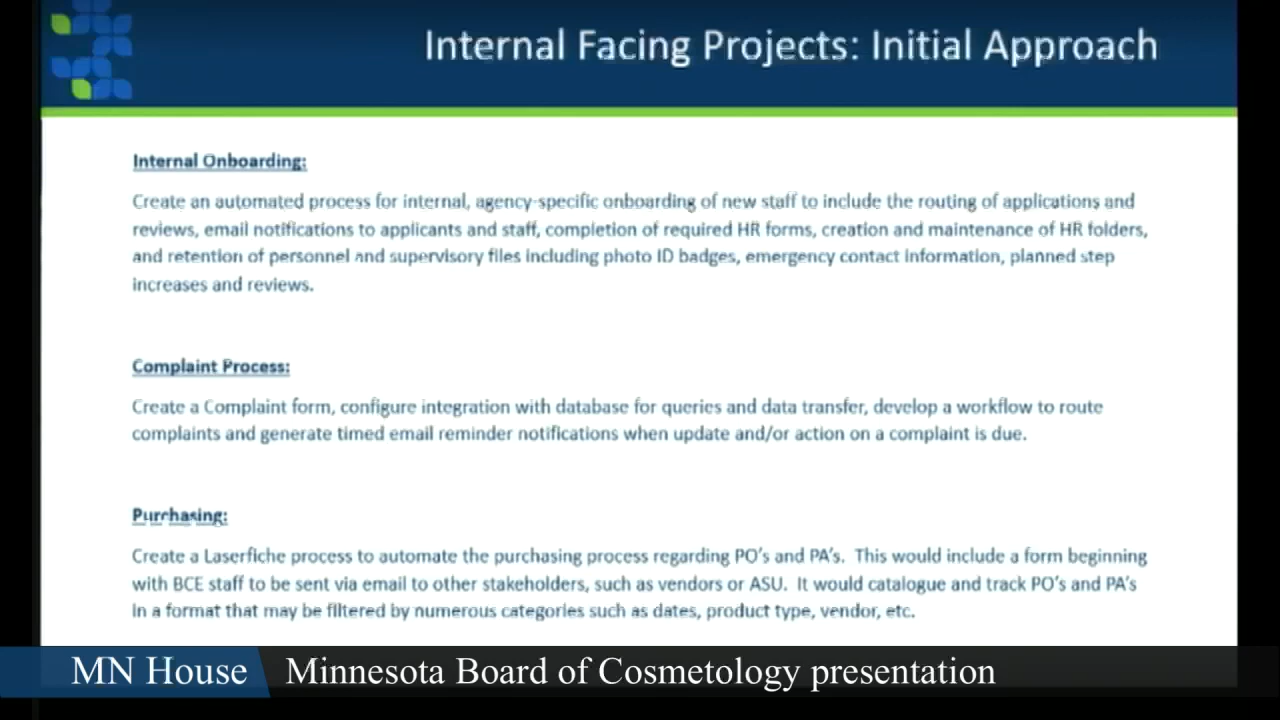 Internal Facing Projects: Initial Approach
Internal Onboarding:
Create an automated process for internal, agency-specific onboarding of new staff to include the routing of applications and
reviews, email notifications to applicants and staff, completion of required HR forms, creation and maintenance of HR folders,
and retention of personnel and supervisory files including photo ID badges, emergency contact information, planned step
increases and reviews.
Complaint Process:
Create a Complaint form, configure integration with database for queries and data transfer, develop a workflow to route
complaints and generate timed email reminder notifications when update and/or action on a complaint is due.
Purchasing:
Create a Laserfiche process to automate the purchasing process regarding PO's and PA's. This would include a form beginning
with BCE staff to be sent via email to other stakeholders, such as vendors or ASU. It would catalogue and track PO's and PA's
in a format that may be filtered by numerous categories such as dates, product type, vendor, etc.
MN House
Minnesota Board of Cosmetology presentation